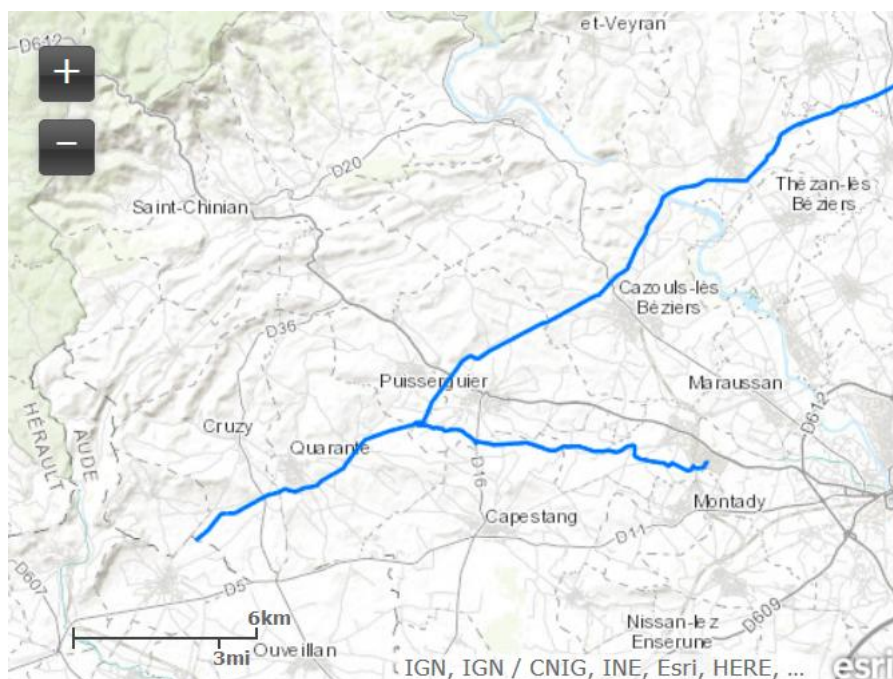 et-Veyran
D612
+
−
D20
Thézan-lès
Béziers
Saint-Chinian
Cazouls-lès
Béziers
D36
Puisserguier
Maraussan
D612
Cruzy
Quarante
HÉRAULT
AUDE
D16
Montady
Capestang
D11
D607
D5
D609
6km
Nissan-lez
Enserune
3mi
Ouveillan
IGN, IGN / CNIG, INE, Esri, HERE, ...
esri